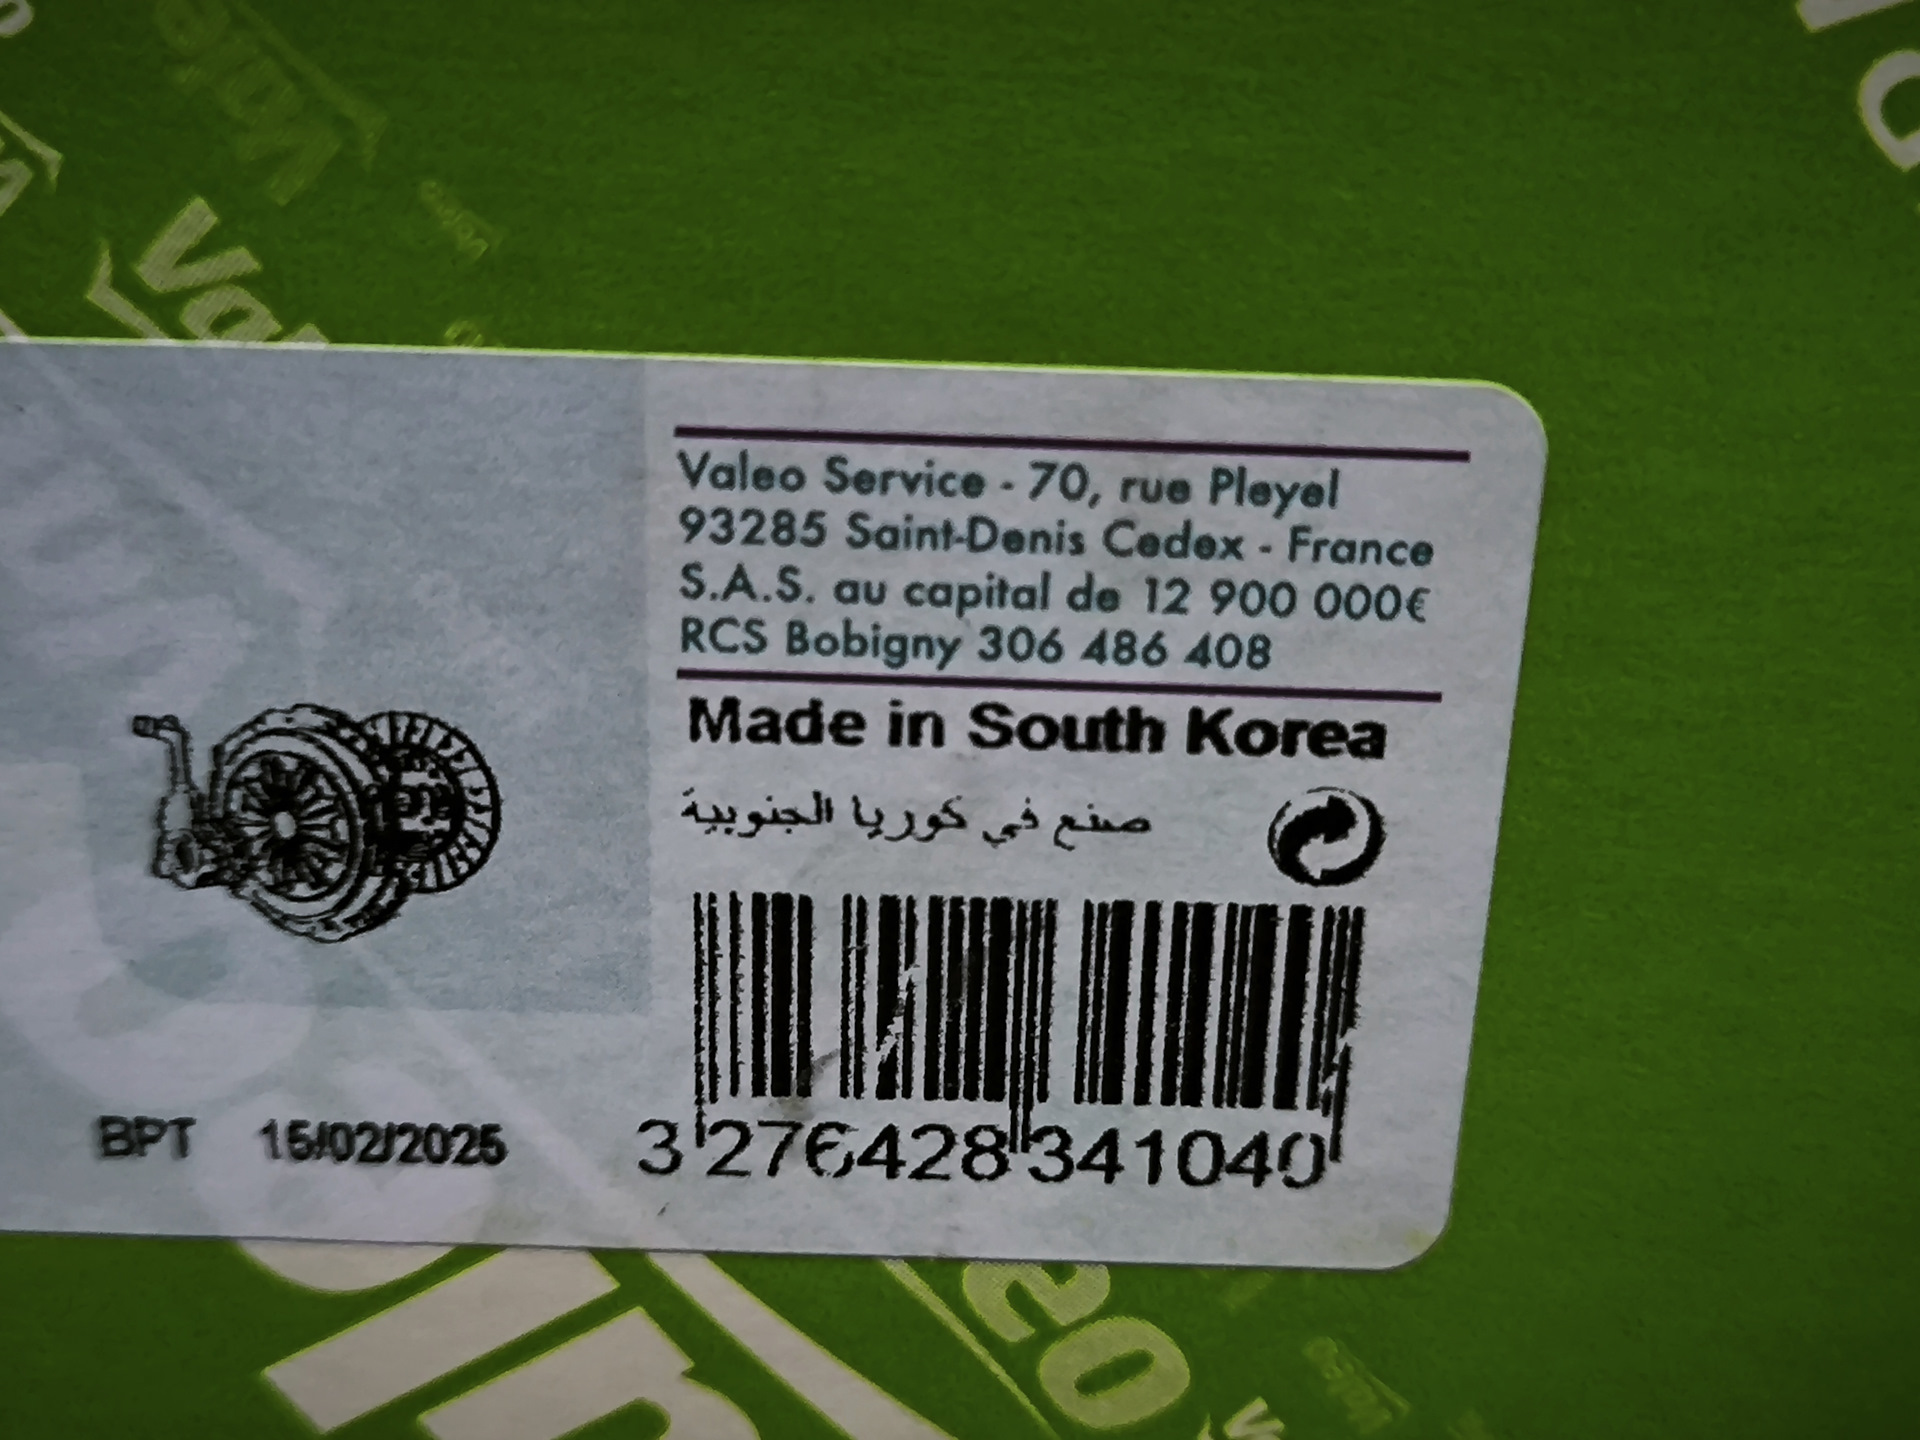 Valeo Service - 70, rue Pleyel
93285 Saint-Denis Cedex - France
S.A.S. au capital de 12 900 000€
RCS Bobigny 306 486 408
Made in South Korea
صنع في كوريا الجنوبية
BPT 15/02/2025
3 276428 341040